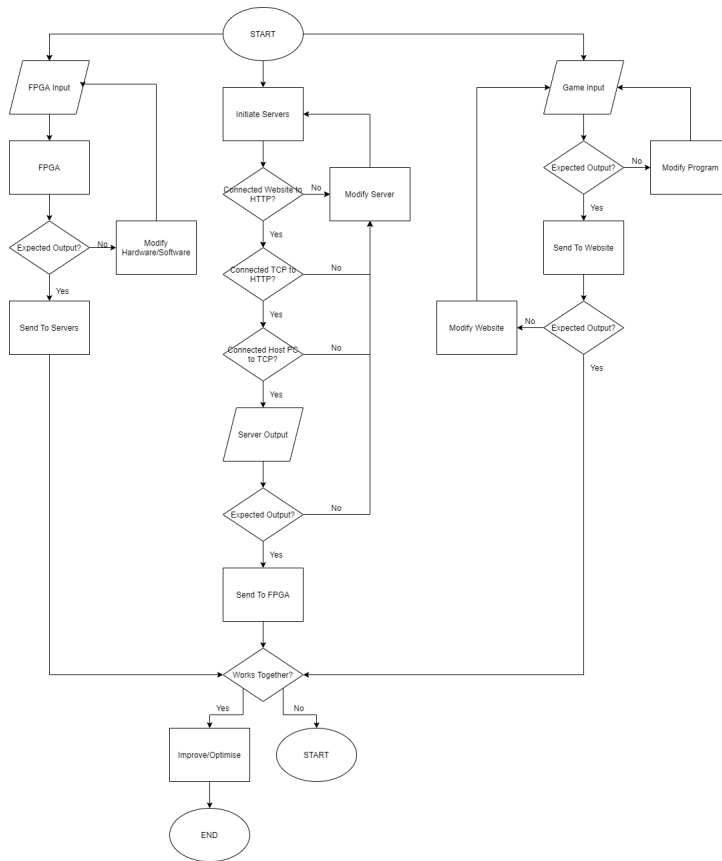 START
FPGA Input
Game Input
Initiate Servers
FPGA
Expected Output?
No
Modify Program
Connected Website to
HTTP?
No
Modify Server
Yes
Yes
Expected Output?
No
Modify
Hardware/Software
Send To Website
Connected TCP to
HTTP?
No
Yes
Yes
Send To Servers
Modify Website
No
Expected Output?
Connected Host PC
to TCP?
No
Yes
Yes
Server Output
Expected Output?
No
Yes
Send To FPGA
Works Together?
Yes
No
Improve/Optimise
START
END